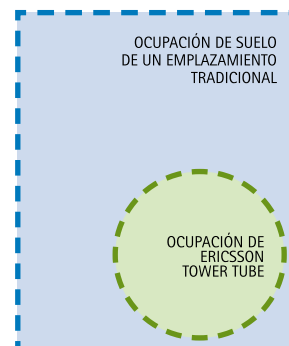 OCUPACIÓN DE SUELO
DE UN EMPLAZAMIENTO
TRADICIONAL
OCUPACIÓN DE
ERICSSON
TOWER TUBE